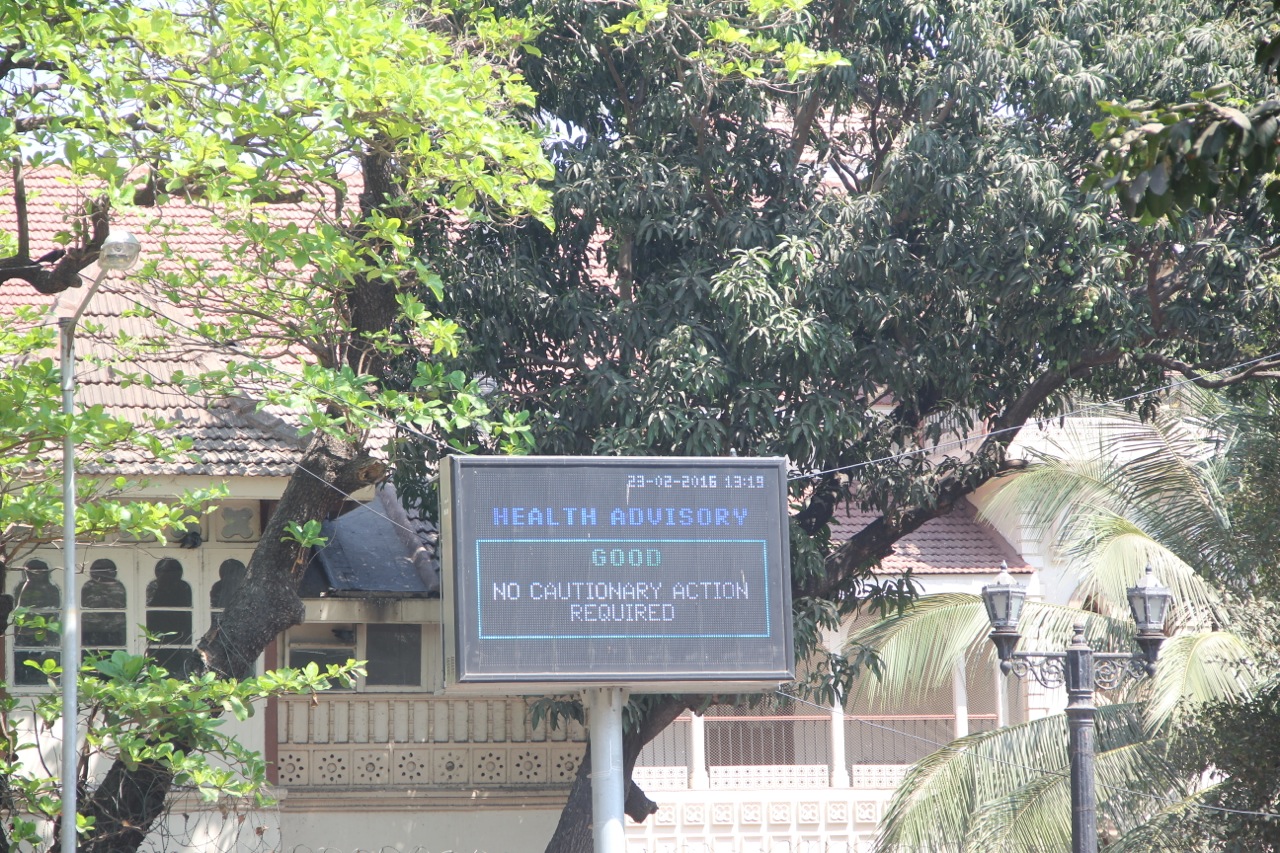 23-02-2016 13:19
HEALTH ADVISORY
GOOD
NO CAUTIONARY ACTION
REQUIRED